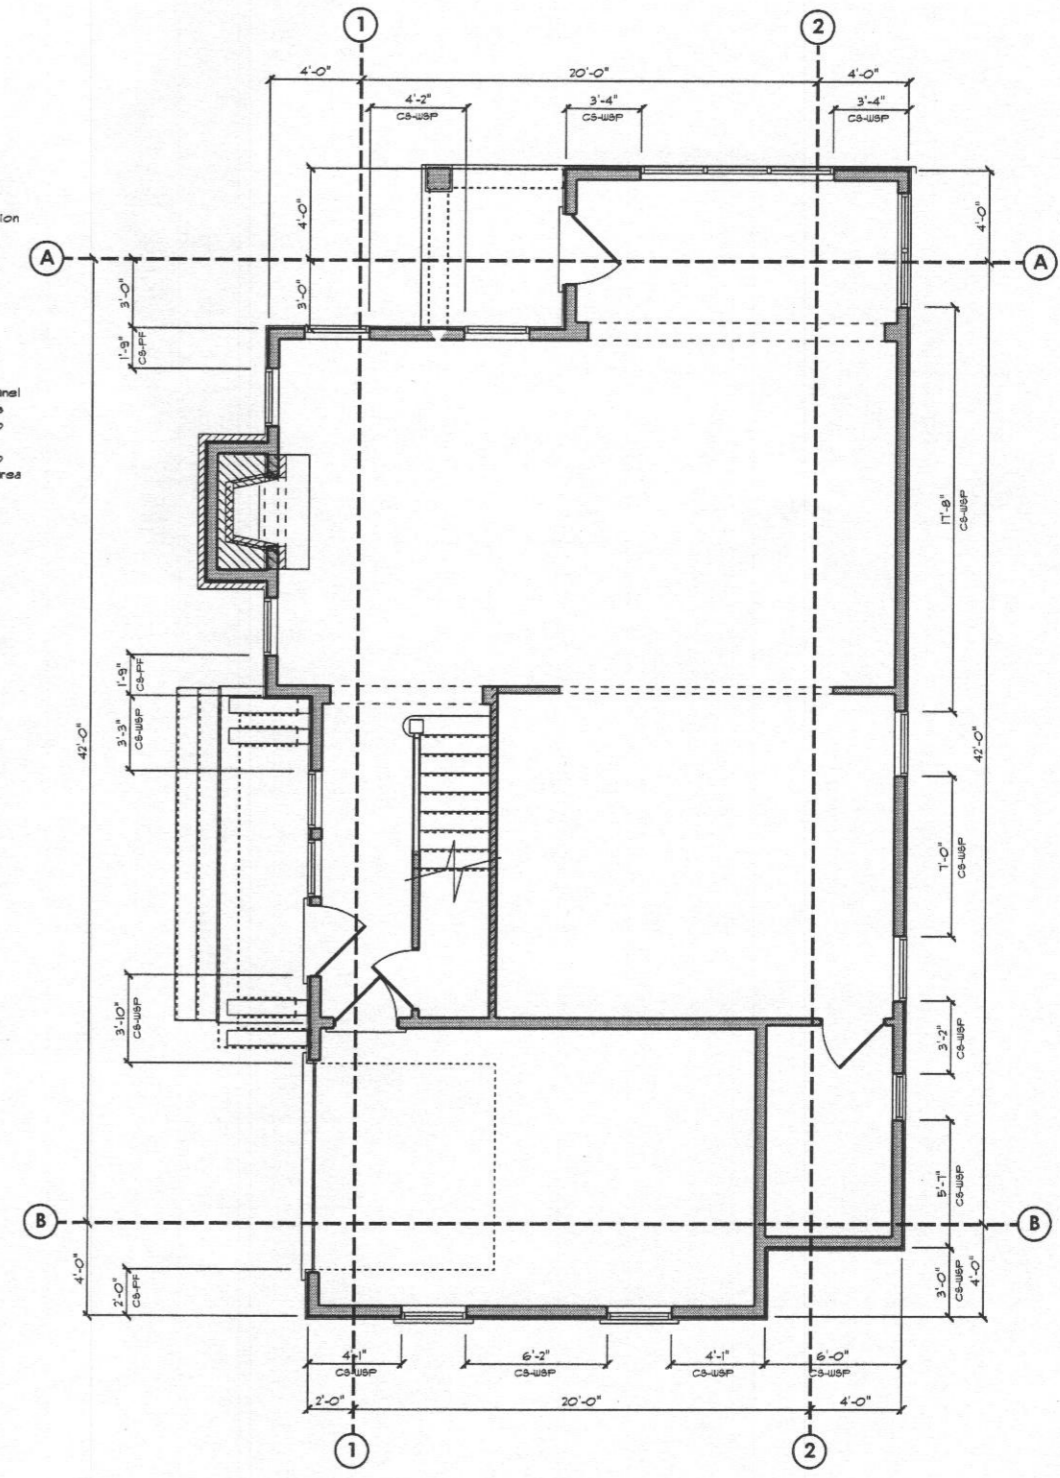 1
2
4'-0"
20'-0"
4'-0"
4'-2"
CS-WSP
3'-4"
CS-WSP
3'-4"
CS-WSP
4'-0"
4'-0"
A
A
3'-0"
3'-0"
1'-9"
CS-PF
17'-8"
CS-WSP
1'-9"
CS-PF
3'-3"
CS-WSP
42'-0"
42'-0"
7'-0"
CS-WSP
3'-10"
CS-WSP
3'-2"
CS-WSP
5'-7"
CS-WSP
B
B
4'-0"
2'-0"
CS-PF
3'-0"
CS-WSP
4'-0"
4'-1"
CS-WSP
6'-2"
CS-WSP
4'-1"
CS-WSP
6'-0"
CS-WSP
2'-0"
20'-0"
4'-0"
1
2